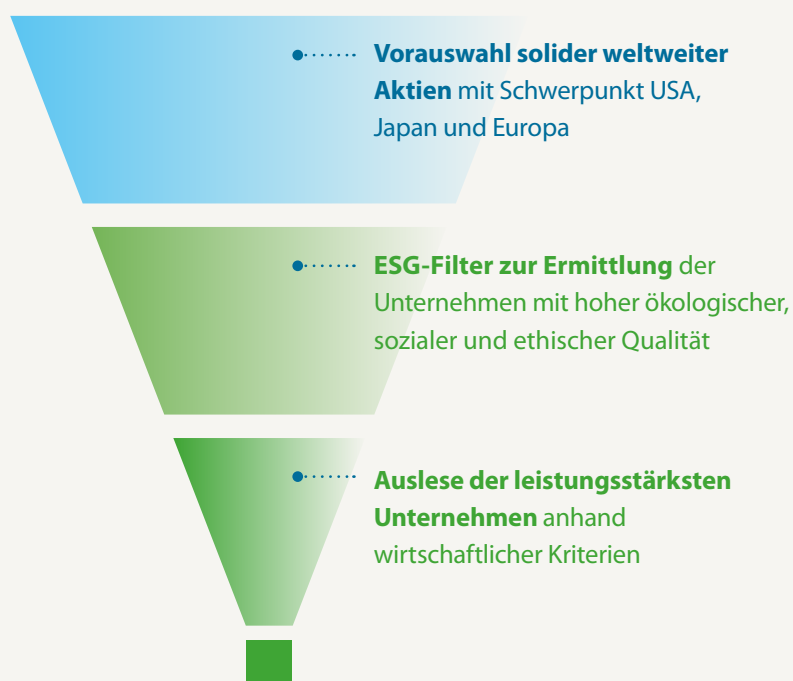 Vorauswahl solider weltweiter
Aktien mit Schwerpunkt USA,
Japan und Europa
ESG-Filter zur Ermittlung der
Unternehmen mit hoher ökologischer,
sozialer und ethischer Qualität
Auslese der leistungsstärksten
Unternehmen anhand
wirtschaftlicher Kriterien